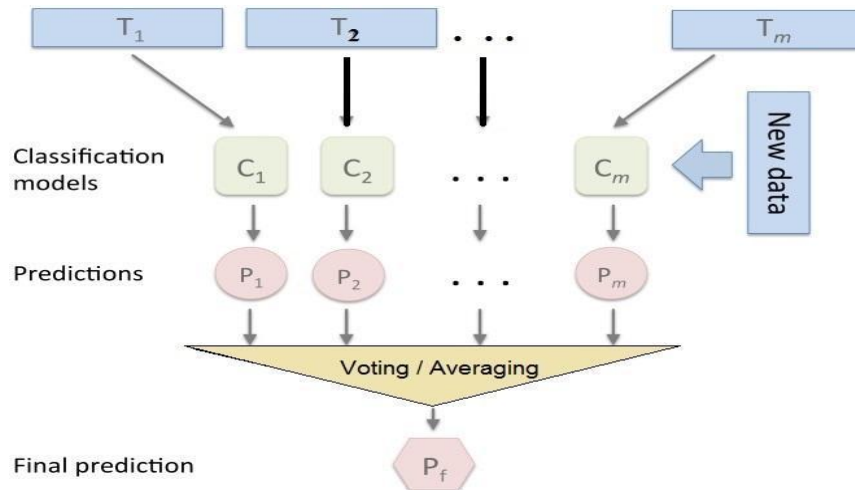 T1 T2 . . . Tm
Classification models
C1 C2 . . . Cm
New data
Predictions
P1 P2 . . . Pm
Voting / Averaging
Final prediction
Pf